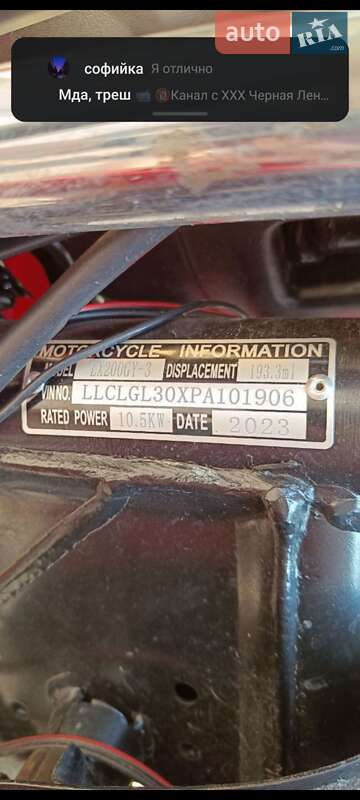 auto RIA.com
софийка Я отлично
Мда, треш 📹 🔞Канал с ХХХ Черная Лен...
MOTORCYCLE INFORMATION
MODEL LX200GY-3 DISPLACEMENT 193.3ml
VIN NO. LLCLGL30XPA101906
RATED POWER 10.5KW DATE 2023